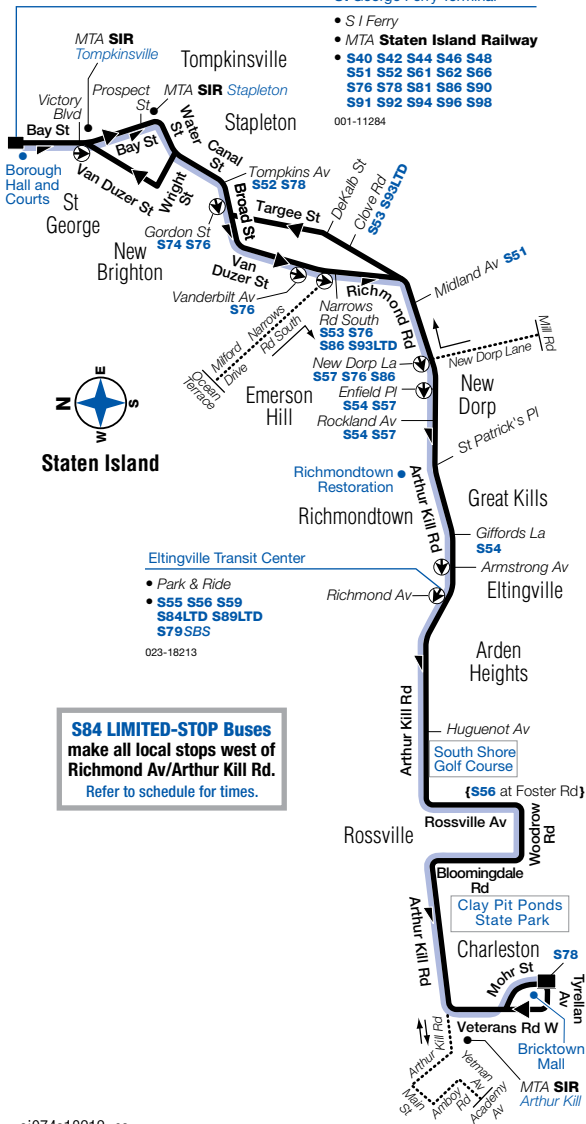 • S I Ferry
• MTA Staten Island Railway
• S40 S42 S44 S46 S48
S51 S52 S61 S62 S66
S76 S78 S81 S86 S90
S91 S92 S94 S96 S98
001-11284
MTA SIR
Tompkinsville
Tompkinsville
Prospect
St
MTA SIR Stapleton
Stapleton
Victory
Blvd
Bay St
Bay St
Water
St
Canal
St
Borough
Hall and
Courts
Van Duzer St
Wright
St
St
George
Tompkins Av
S52 S78
Broad St
Targee St
DeKalb St
Clove Rd
S53 S93LTD
Gordon St
S74 S76
New
Brighton
Van
Duzer St
Midland Av S51
Vanderbilt Av
S76
Richmond Rd
Narrows
Rd South
S53 S76
S86 S93LTD
Milford
Drive
Narrows
Rd South
Ocean
Terrace
Mill Rd
New Dorp Lane
New Dorp La
S57 S76 S86
Emerson
Hill
Enfield Pl
S54 S57
New
Dorp
Rockland Av
S54 S57
N
E
S
W
Staten Island
St Patrick's Pl
Richmondtown
Restoration
Arthur Kill Rd
Great Kills
Richmondtown
Giffords La
S54
Eltingville Transit Center
• Park & Ride
• S55 S56 S59
S84LTD S89LTD
S79SBS
023-18213
Armstrong Av
Richmond Av
Eltingville
Arden
Heights
Arthur Kill Rd
Huguenot Av
South Shore
Golf Course
S84 LIMITED-STOP Buses
make all local stops west of
Richmond Av/Arthur Kill Rd.
Refer to schedule for times.
{S56 at Foster Rd}
Rossville Av
Woodrow
Rd
Rossville
Bloomingdale
Rd
Arthur Kill Rd
Clay Pit Ponds
State Park
Charleston
S78
Mohr St
Tyrellan
Av
Veterans Rd W
Bricktown
Mall
Arthur
Kill Rd
Main
St
Amboy
Rd
Yetman
Av
Academy
Av
MTA SIR
Arthur Kill